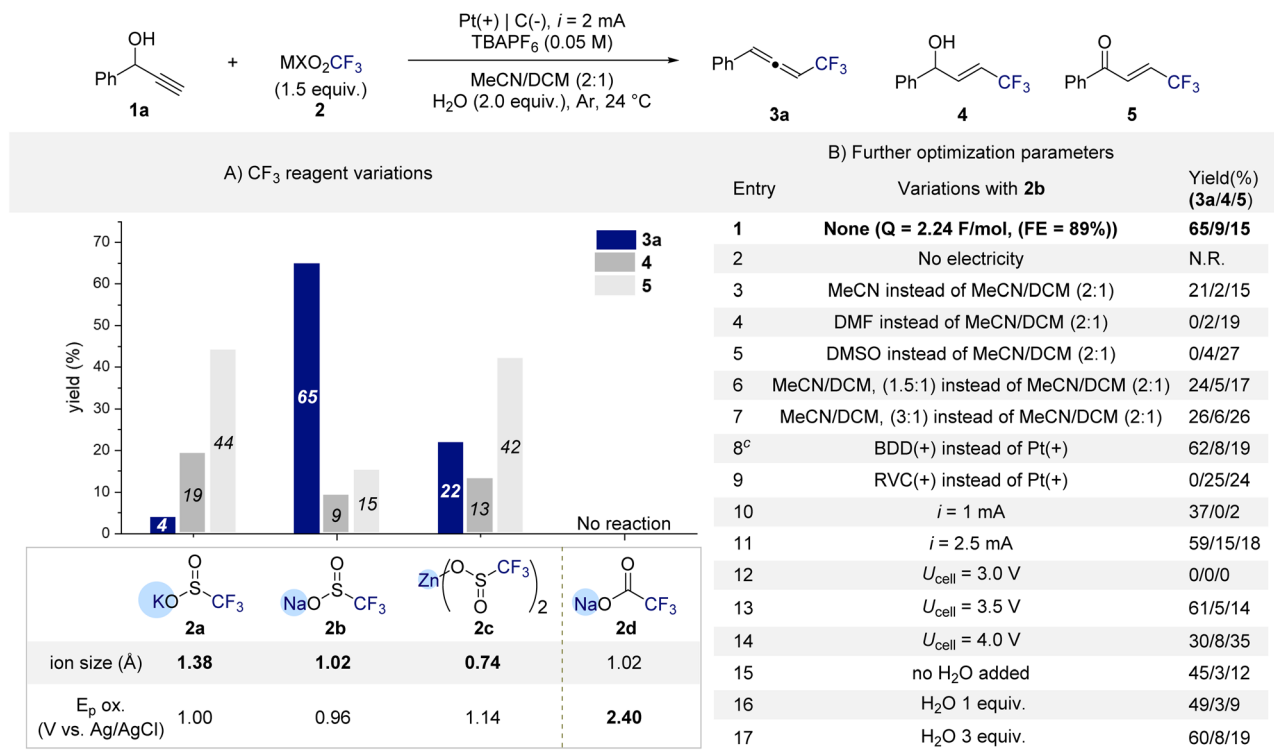 Pt(+) | C(-), i = 2 mA
TBAPF6 (0.05 M)
MeCN/DCM (2:1)
H2O (2.0 equiv.), Ar, 24 °C
OH
Ph
1a
+
MXO2CF3
(1.5 equiv.)
2
Ph
CF3
3a
OH
Ph
CF3
4
O
Ph
CF3
5
A) CF3 reagent variations
yield (%)
70
60
50
40
30
20
10
0
3a
4
5
4
19
44
65
9
15
22
13
42
No reaction
O
KO
S
CF3
2a
O
NaO
S
CF3
2b
Zn
O
CF3
S
O
2
2c
O
NaO
CF3
2d
ion size (Å) 1.38 1.02 0.74 1.02
Ep ox.
(V vs. Ag/AgCl) 1.00 0.96 1.14 2.40
B) Further optimization parameters
Entry Variations with 2b Yield(%)
(3a/4/5)
1 None (Q = 2.24 F/mol, (FE = 89%)) 65/9/15
2 No electricity N.R.
3 MeCN instead of MeCN/DCM (2:1) 21/2/15
4 DMF instead of MeCN/DCM (2:1) 0/2/19
5 DMSO instead of MeCN/DCM (2:1) 0/4/27
6 MeCN/DCM, (1.5:1) instead of MeCN/DCM (2:1) 24/5/17
7 MeCN/DCM, (3:1) instead of MeCN/DCM (2:1) 26/6/26
8c BDD(+) instead of Pt(+) 62/8/19
9 RVC(+) instead of Pt(+) 0/25/24
10 i = 1 mA 37/0/2
11 i = 2.5 mA 59/15/18
12 Ucell = 3.0 V 0/0/0
13 Ucell = 3.5 V 61/5/14
14 Ucell = 4.0 V 30/8/35
15 no H2O added 45/3/12
16 H2O 1 equiv. 49/3/9
17 H2O 3 equiv. 60/8/19